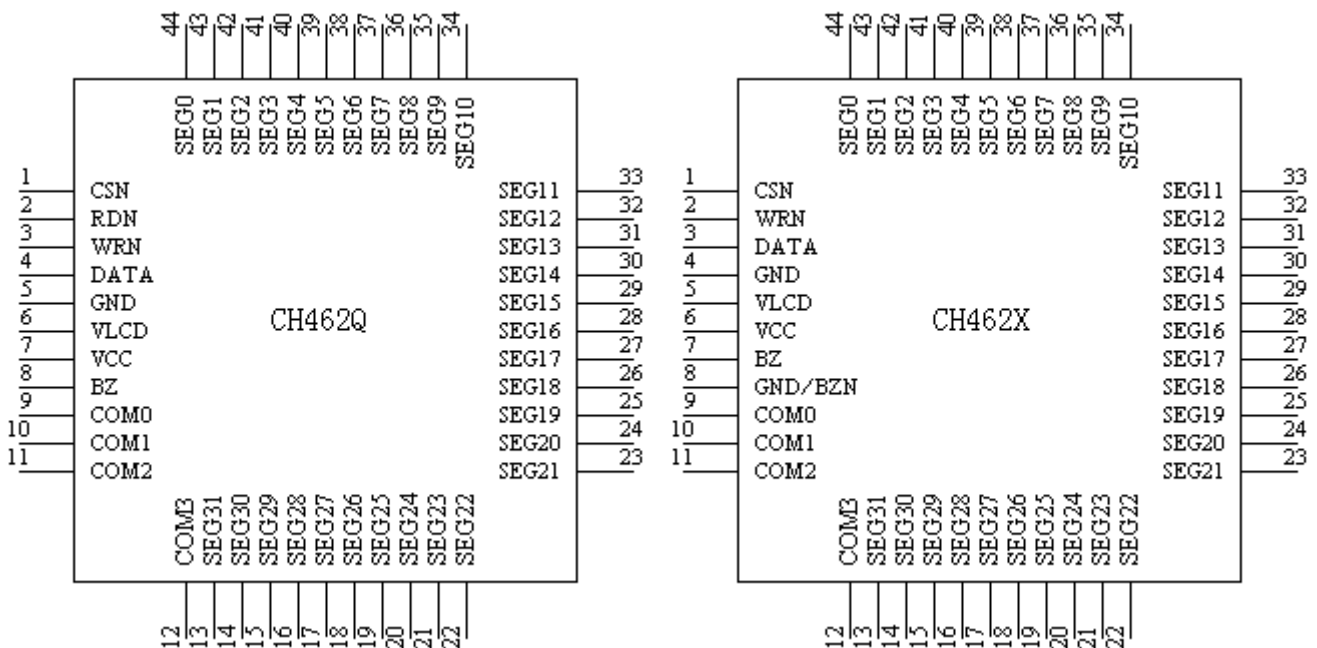 44 43 42 41 40 39 38 37 36 35 34
SEG0 SEG1 SEG2 SEG3 SEG4 SEG5 SEG6 SEG7 SEG8 SEG9 SEG10
1 CSN SEG11 33
2 RDN SEG12 32
3 WRN SEG13 31
4 DATA SEG14 30
5 GND SEG15 29
CH462Q
6 VLCD SEG16 28
7 VCC SEG17 27
8 BZ SEG18 26
9 COM0 SEG19 25
10 COM1 SEG20 24
11 COM2 SEG21 23
COM3 SEG31 SEG30 SEG29 SEG28 SEG27 SEG26 SEG25 SEG24 SEG23 SEG22
12 13 14 15 16 17 18 19 20 21 22
44 43 42 41 40 39 38 37 36 35 34
SEG0 SEG1 SEG2 SEG3 SEG4 SEG5 SEG6 SEG7 SEG8 SEG9 SEG10
1 CSN SEG11 33
2 WRN SEG12 32
3 DATA SEG13 31
4 GND SEG14 30
5 VLCD SEG15 29
CH462X
6 VCC SEG16 28
7 BZ SEG17 27
8 GND/BZN SEG18 26
9 COM0 SEG19 25
10 COM1 SEG20 24
11 COM2 SEG21 23
COM3 SEG31 SEG30 SEG29 SEG28 SEG27 SEG26 SEG25 SEG24 SEG23 SEG22
12 13 14 15 16 17 18 19 20 21 22